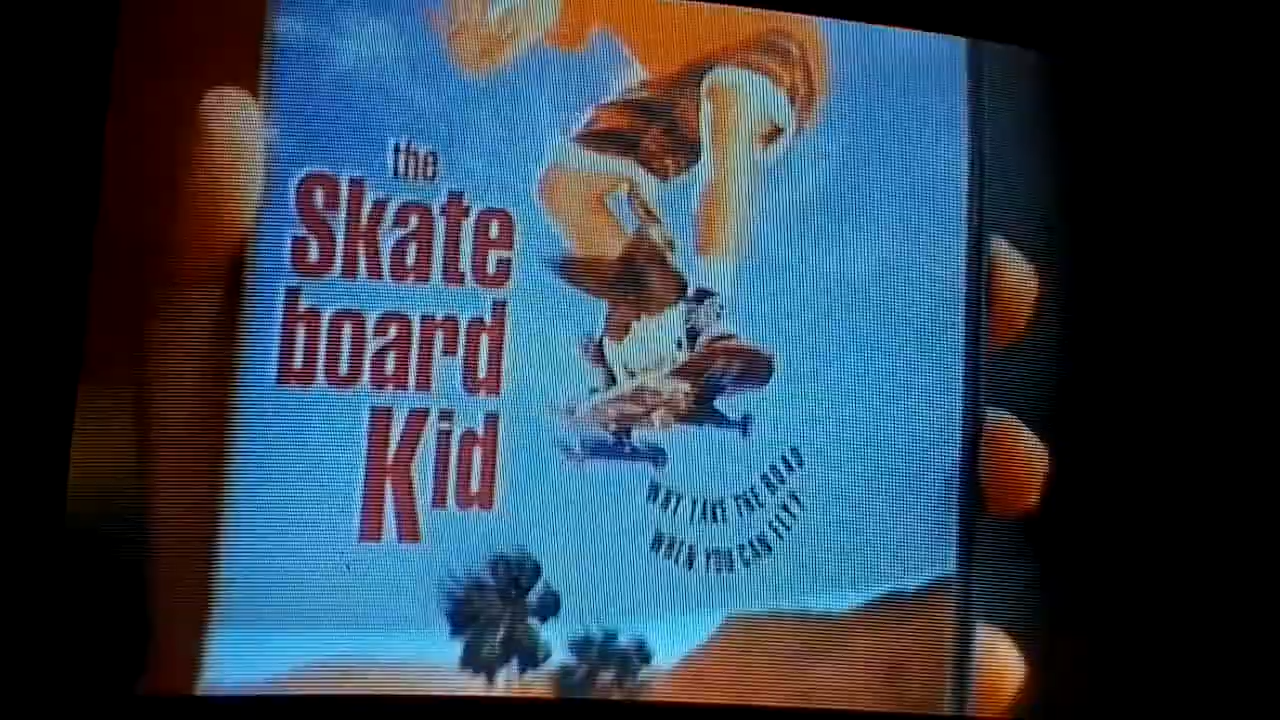 the
Skate
board
Kid
WHY TAKE THE ROAD
WHEN YOU CAN FLY?